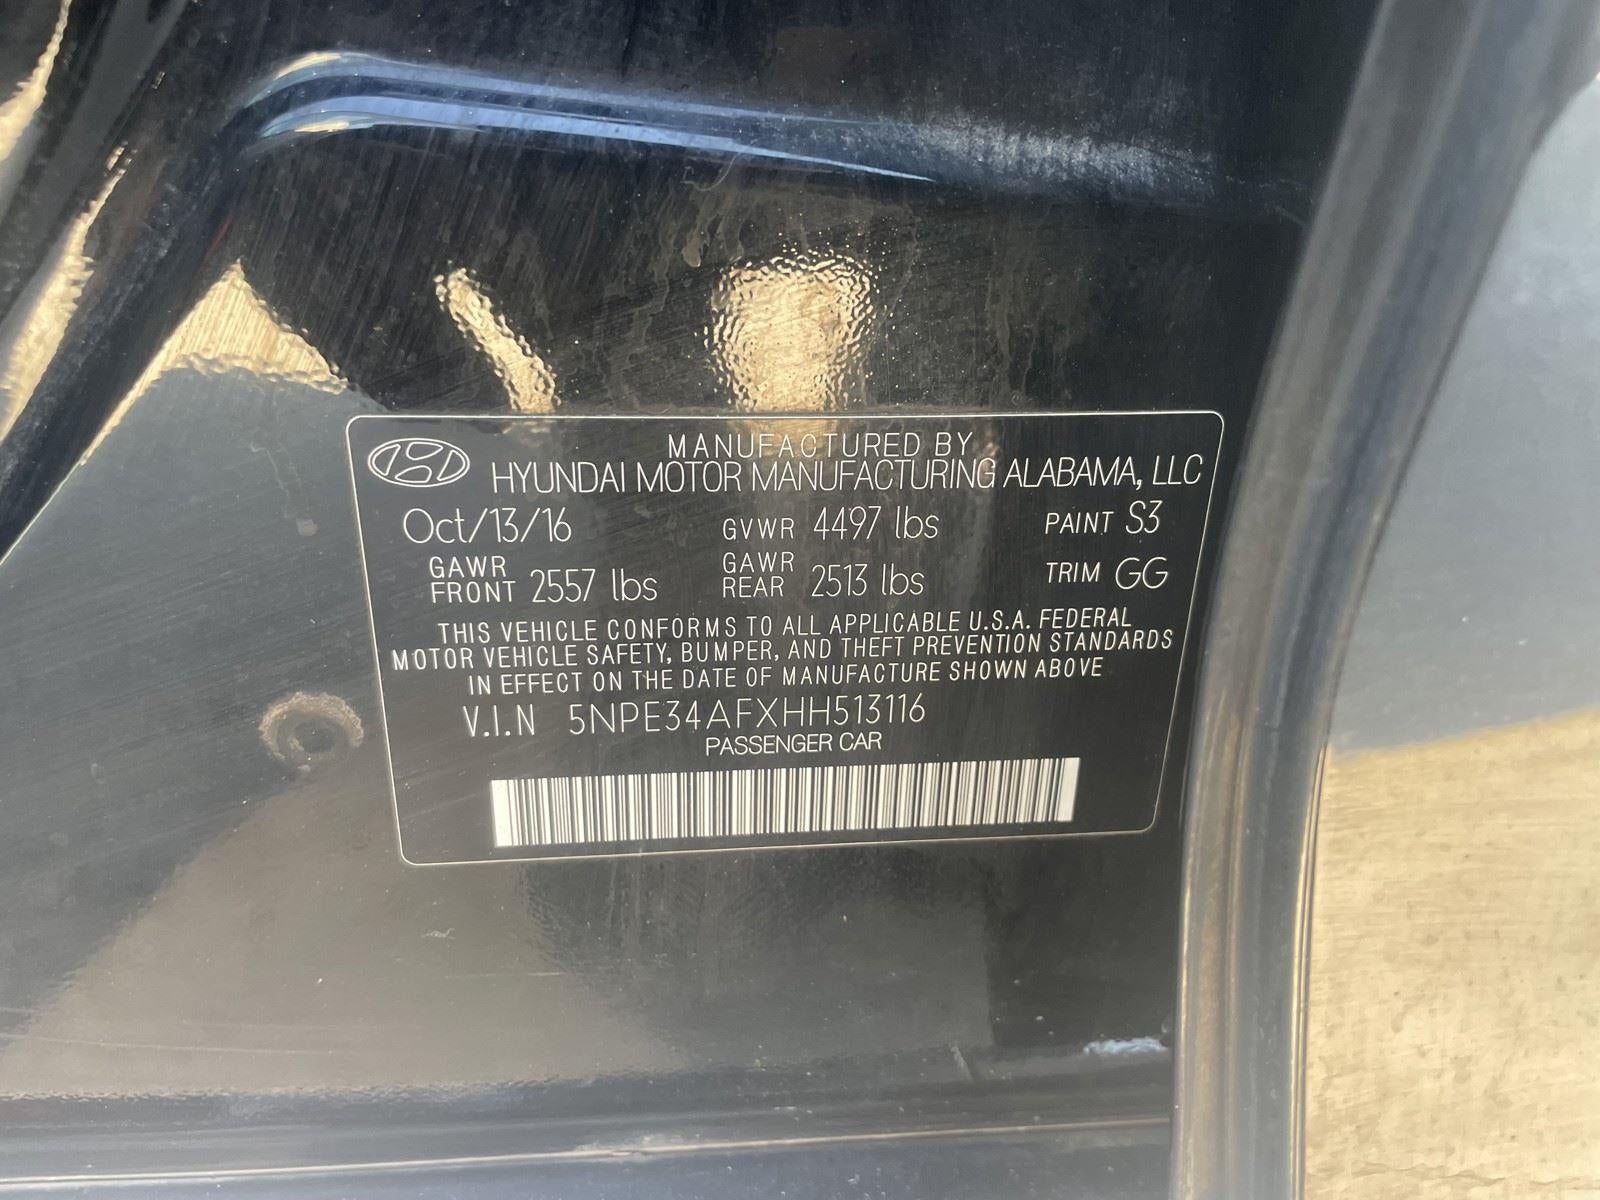 MANUFACTURED BY
HYUNDAI MOTOR MANUFACTURING ALABAMA, LLC
Oct/13/16 GVWR 4497 lbs PAINT S3
GAWR FRONT 2557 lbs GAWR REAR 2513 lbs TRIM GG
THIS VEHICLE CONFORMS TO ALL APPLICABLE U.S.A. FEDERAL
MOTOR VEHICLE SAFETY, BUMPER, AND THEFT PREVENTION STANDARDS
IN EFFECT ON THE DATE OF MANUFACTURE SHOWN ABOVE
V.I.N 5NPE34AFXHH513116
PASSENGER CAR